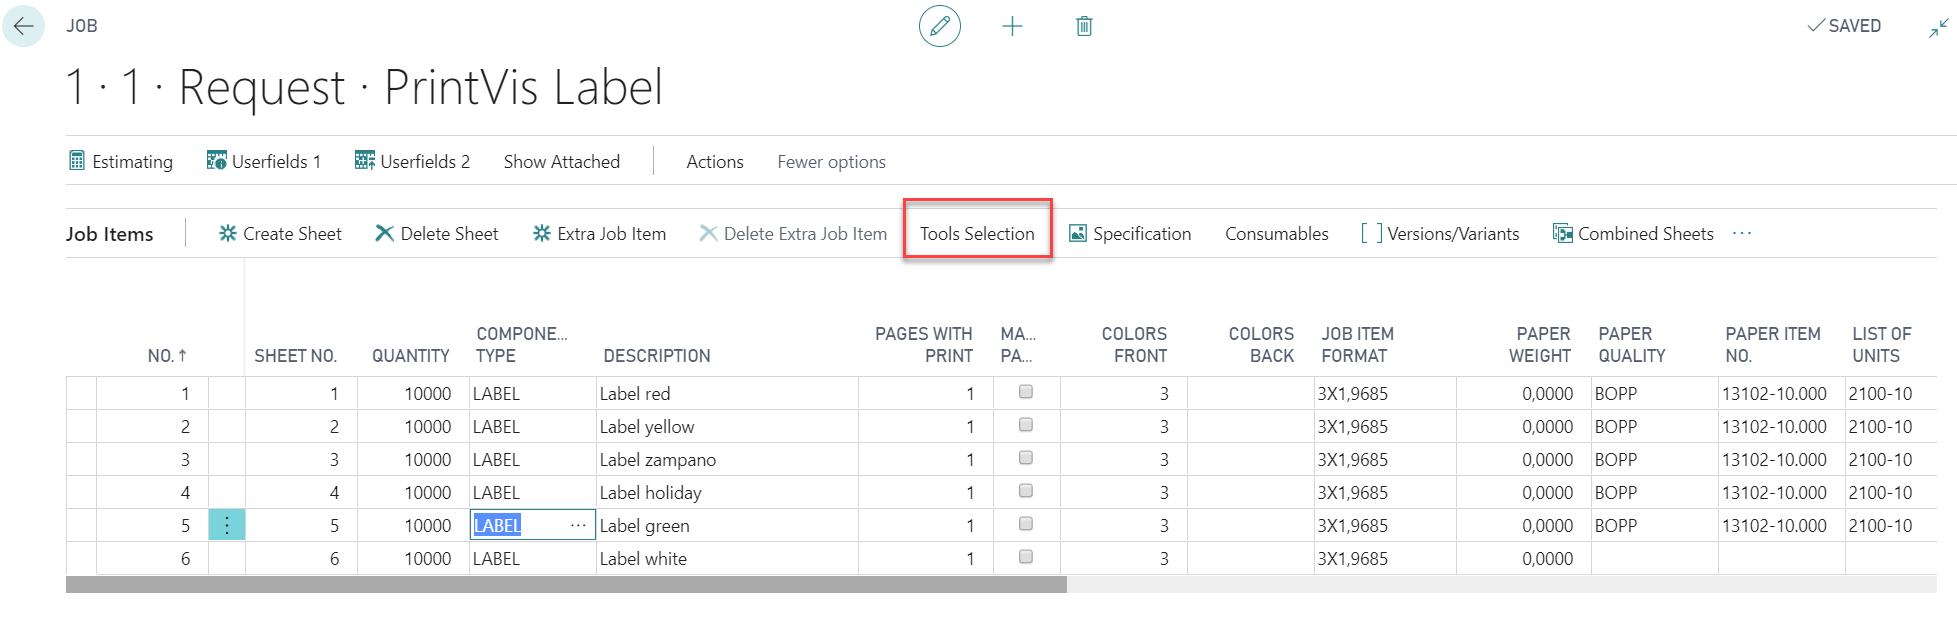 JOB
SAVED
1 · 1 · Request · PrintVis Label
Estimating Userfields 1 Userfields 2 Show Attached Actions Fewer options
Job Items Create Sheet Delete Sheet Extra Job Item Delete Extra Job Item Tools Selection Specification Consumables Versions/Variants Combined Sheets ···
NO. ↑ SHEET NO. QUANTITY COMPONE... TYPE DESCRIPTION PAGES WITH PRINT MA... PA... COLORS FRONT COLORS BACK JOB ITEM FORMAT PAPER WEIGHT PAPER QUALITY PAPER ITEM NO. LIST OF UNITS
1 1 10000 LABEL Label red 1 3 3X1,9685 0,0000 BOPP 13102-10.000 2100-10
2 2 10000 LABEL Label yellow 1 3 3X1,9685 0,0000 BOPP 13102-10.000 2100-10
3 3 10000 LABEL Label zampano 1 3 3X1,9685 0,0000 BOPP 13102-10.000 2100-10
4 4 10000 LABEL Label holiday 1 3 3X1,9685 0,0000 BOPP 13102-10.000 2100-10
5 5 10000 LABEL ··· Label green 1 3 3X1,9685 0,0000 BOPP 13102-10.000 2100-10
6 6 10000 LABEL Label white 1 3 3X1,9685 0,0000